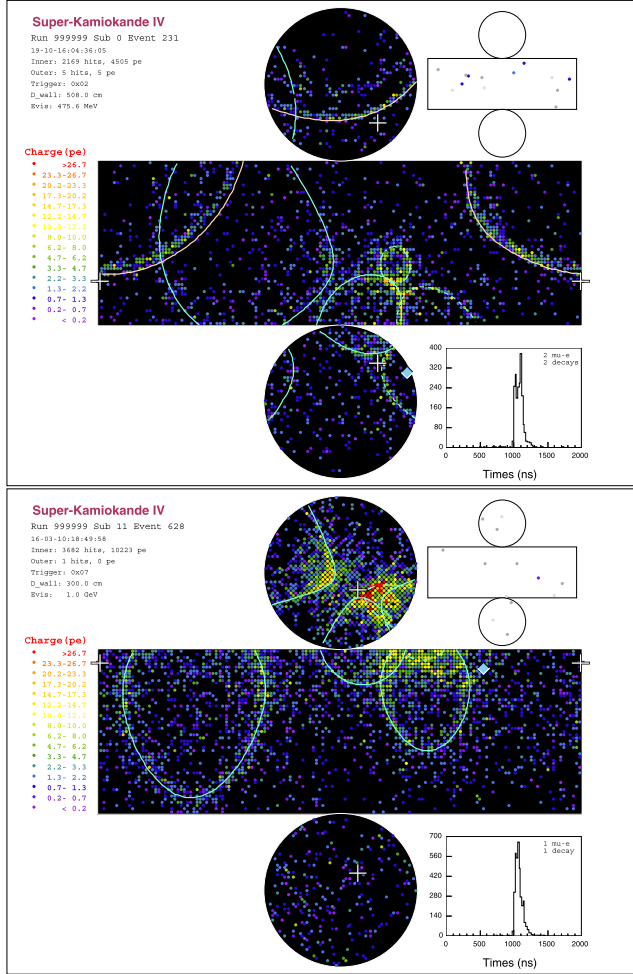 Super-Kamiokande IV
Run 999999 Sub 0 Event 231
19-10-16:04:36:05
Inner: 2169 hits, 4505 pe
Outer: 5 hits, 5 pe
Trigger: 0x02
D_wall: 508.0 cm
Evis: 475.6 MeV
Charge(pe)
>26.7
23.3-26.7
20.2-23.3
17.3-20.2
14.7-17.3
12.2-14.7
10.0-12.2
8.0-10.0
6.2- 8.0
4.7- 6.2
3.3- 4.7
2.2- 3.3
1.3- 2.2
0.7- 1.3
0.2- 0.7
< 0.2
2 mu-e
2 decays
400
320
240
160
80
0
0 500 1000 1500 2000
Times (ns)
Super-Kamiokande IV
Run 999999 Sub 11 Event 628
16-03-10:18:49:58
Inner: 3682 hits, 10223 pe
Outer: 1 hits, 0 pe
Trigger: 0x07
D_wall: 300.0 cm
Evis: 1.0 GeV
Charge(pe)
>26.7
23.3-26.7
20.2-23.3
17.3-20.2
14.7-17.3
12.2-14.7
10.0-12.2
8.0-10.0
6.2- 8.0
4.7- 6.2
3.3- 4.7
2.2- 3.3
1.3- 2.2
0.7- 1.3
0.2- 0.7
< 0.2
1 mu-e
1 decay
700
560
420
280
140
0
0 500 1000 1500 2000
Times (ns)